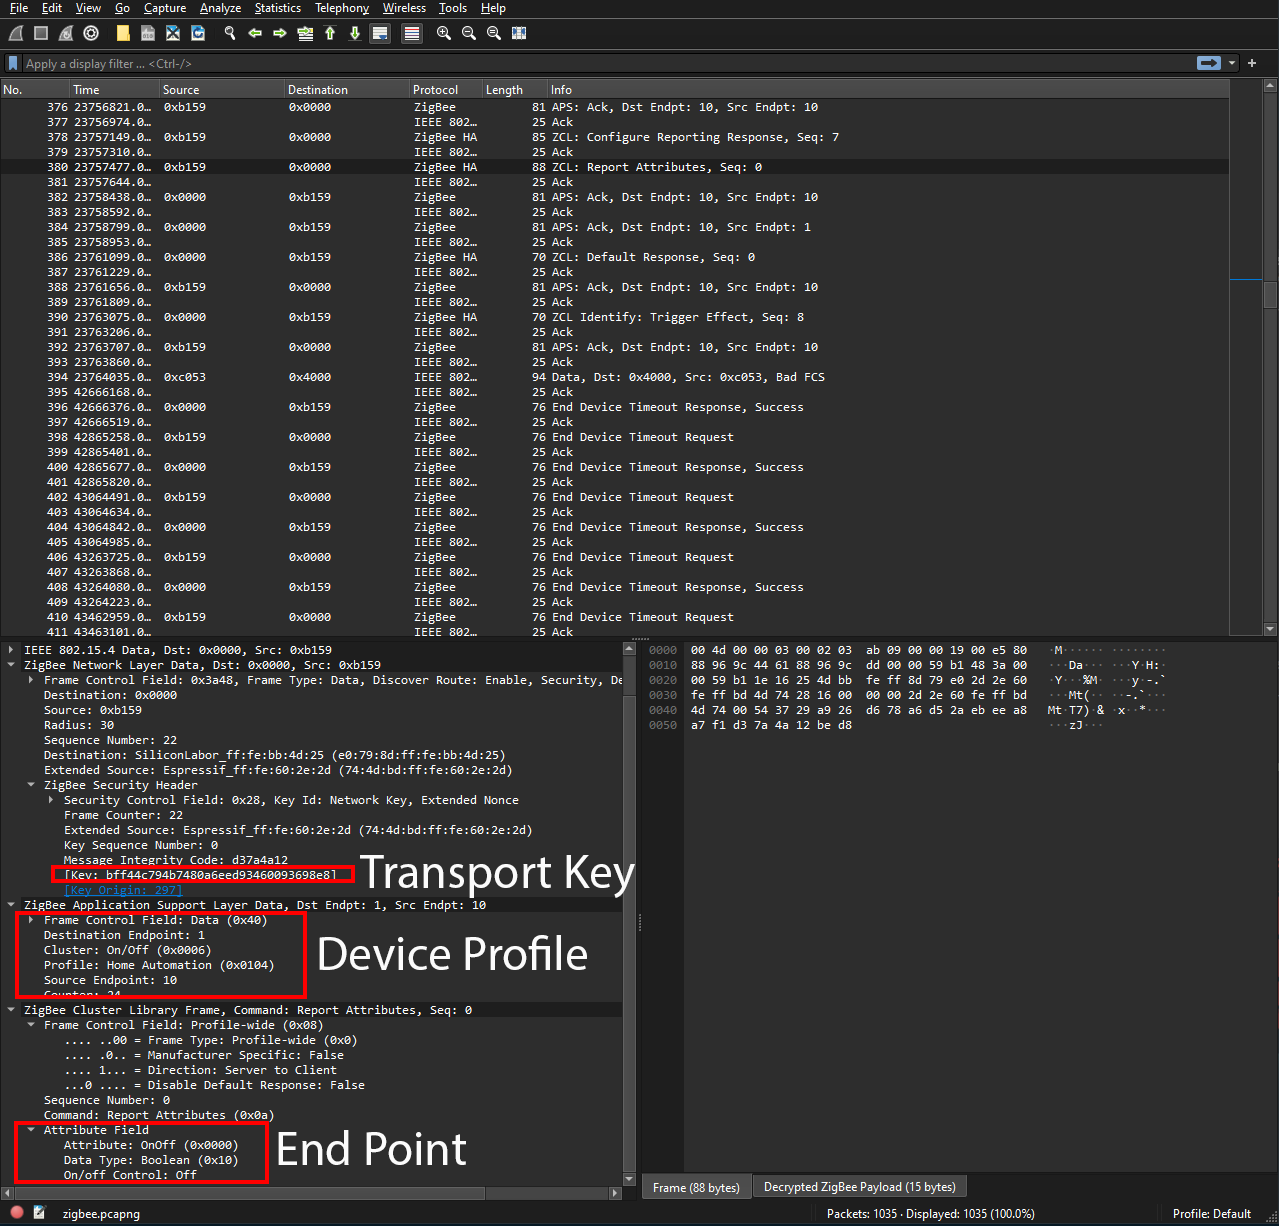 File Edit View Go Capture Analyze Statistics Telephony Wireless Tools Help
Apply a display filter ... <Ctrl-/>
No. Time Source Destination Protocol Length Info
376 23756821.0… 0xb159 0x0000 ZigBee 81 APS: Ack, Dst Endpt: 10, Src Endpt: 10
377 23756974.0… IEEE 802… 25 Ack
378 23757149.0… 0xb159 0x0000 ZigBee HA 85 ZCL: Configure Reporting Response, Seq: 7
379 23757310.0… IEEE 802… 25 Ack
380 23757477.0… 0xb159 0x0000 ZigBee HA 88 ZCL: Report Attributes, Seq: 0
381 23757644.0… IEEE 802… 25 Ack
382 23758438.0… 0x0000 0xb159 ZigBee 81 APS: Ack, Dst Endpt: 10, Src Endpt: 10
383 23758592.0… IEEE 802… 25 Ack
384 23758799.0… 0x0000 0xb159 ZigBee 81 APS: Ack, Dst Endpt: 10, Src Endpt: 1
385 23758953.0… IEEE 802… 25 Ack
386 23761099.0… 0x0000 0xb159 ZigBee HA 70 ZCL: Default Response, Seq: 0
387 23761229.0… IEEE 802… 25 Ack
388 23761656.0… 0xb159 0x0000 ZigBee 81 APS: Ack, Dst Endpt: 10, Src Endpt: 10
389 23761809.0… IEEE 802… 25 Ack
390 23763075.0… 0x0000 0xb159 ZigBee HA 70 ZCL Identify: Trigger Effect, Seq: 8
391 23763206.0… IEEE 802… 25 Ack
392 23763707.0… 0xb159 0x0000 ZigBee 81 APS: Ack, Dst Endpt: 10, Src Endpt: 10
393 23763860.0… IEEE 802… 25 Ack
394 23764035.0… 0xc053 0x4000 IEEE 802… 94 Data, Dst: 0x4000, Src: 0xc053, Bad FCS
395 42666168.0… IEEE 802… 25 Ack
396 42666376.0… 0x0000 0xb159 ZigBee 76 End Device Timeout Response, Success
397 42666519.0… IEEE 802… 25 Ack
398 42865258.0… 0xb159 0x0000 ZigBee 76 End Device Timeout Request
399 42865401.0… IEEE 802… 25 Ack
400 42865677.0… 0x0000 0xb159 ZigBee 76 End Device Timeout Response, Success
401 42865820.0… IEEE 802… 25 Ack
402 43064491.0… 0xb159 0x0000 ZigBee 76 End Device Timeout Request
403 43064634.0… IEEE 802… 25 Ack
404 43064842.0… 0x0000 0xb159 ZigBee 76 End Device Timeout Response, Success
405 43064985.0… IEEE 802… 25 Ack
406 43263725.0… 0xb159 0x0000 ZigBee 76 End Device Timeout Request
407 43263868.0… IEEE 802… 25 Ack
408 43264080.0… 0x0000 0xb159 ZigBee 76 End Device Timeout Response, Success
409 43264223.0… IEEE 802… 25 Ack
410 43462959.0… 0xb159 0x0000 ZigBee 76 End Device Timeout Request
411 43463101.0… IEEE 802… 25 Ack
IEEE 802.15.4 Data, Dst: 0x0000, Src: 0xb159
ZigBee Network Layer Data, Dst: 0x0000, Src: 0xb159
Frame Control Field: 0x3a48, Frame Type: Data, Discover Route: Enable, Security, De
Destination: 0x0000
Source: 0xb159
Radius: 30
Sequence Number: 22
Destination: SiliconLabor_ff:fe:bb:4d:25 (e0:79:8d:ff:fe:bb:4d:25)
Extended Source: Espressif_ff:fe:60:2e:2d (74:4d:bd:ff:fe:60:2e:2d)
ZigBee Security Header
Security Control Field: 0x28, Key Id: Network Key, Extended Nonce
Frame Counter: 22
Extended Source: Espressif_ff:fe:60:2e:2d (74:4d:bd:ff:fe:60:2e:2d)
Key Sequence Number: 0
Message Integrity Code: d37a4a12
[Key: bff44c794b7480a6eed93460093698e8]
Transport Key
[Key Origin: 297]
ZigBee Application Support Layer Data, Dst Endpt: 1, Src Endpt: 10
Frame Control Field: Data (0x40)
Destination Endpoint: 1
Cluster: On/Off (0x0006)
Profile: Home Automation (0x0104)
Source Endpoint: 10
Counter: 24
Device Profile
ZigBee Cluster Library Frame, Command: Report Attributes, Seq: 0
Frame Control Field: Profile-wide (0x08)
.... ..00 = Frame Type: Profile-wide (0x0)
.... .0.. = Manufacturer Specific: False
.... 1... = Direction: Server to Client
...0 .... = Disable Default Response: False
Sequence Number: 0
Command: Report Attributes (0x0a)
Attribute Field
Attribute: OnOff (0x0000)
Data Type: Boolean (0x10)
On/off Control: Off
End Point
0000 00 4d 00 00 03 00 02 03 ab 09 00 00 19 00 e5 80 ·M······ ········
0010 88 96 9c 44 61 88 96 9c dd 00 00 59 b1 48 3a 00 ···Da··· ···Y·H:·
0020 00 59 b1 1e 16 25 4d bb fe ff 8d 79 e0 2d 2e 60 ·Y···%M· ···y·-.`
0030 fe ff bd 4d 74 28 16 00 00 00 2d 2e 60 fe ff bd ···Mt(·· ··-.`···
0040 4d 74 00 54 37 29 a9 26 d6 78 a6 d5 2a eb ee a8 Mt·T7)·& ·x··*···
0050 a7 f1 d3 7a 4a 12 be d8 ···zJ···
Frame (88 bytes) Decrypted ZigBee Payload (15 bytes)
zigbee.pcapng Packets: 1035 · Displayed: 1035 (100.0%) Profile: Default